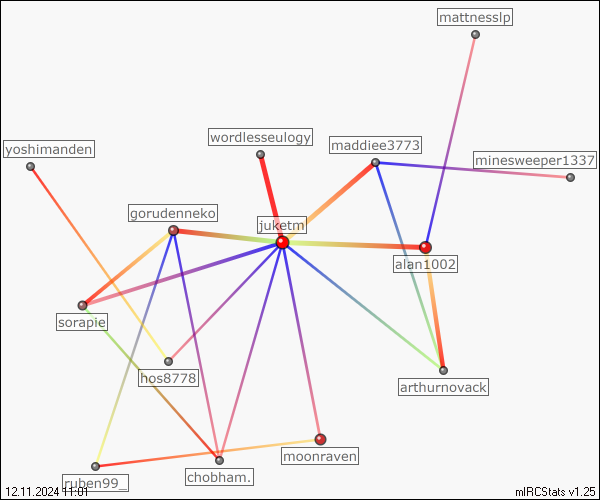 mattnesslp
wordlesseulogy
maddiee3773
yoshimanden
minesweeper1337
gorudenneko
juketm
alan1002
sorapie
hos8778
arthurnovack
moonraven
chobham.
ruben99_
12.11.2024 11:01
mIRCStats v1.25